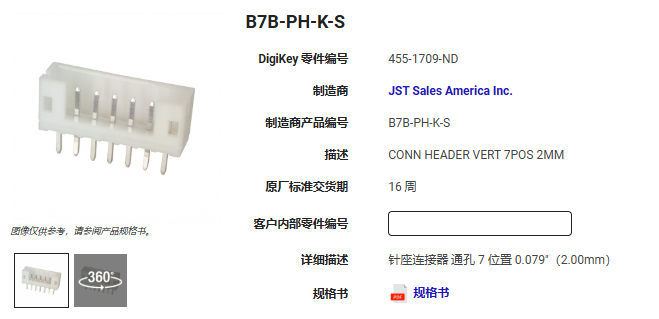 B7B-PH-K-S
DigiKey 零件编号 455-1709-ND
制造商 JST Sales America Inc.
制造商产品编号 B7B-PH-K-S
描述 CONN HEADER VERT 7POS 2MM
原厂标准交货期 16 周
客户内部零件编号
详细描述 针座连接器 通孔 7 位置 0.079"（2.00mm）
规格书 PDF 规格书
图像仅供参考，请参阅产品规格书。
360°